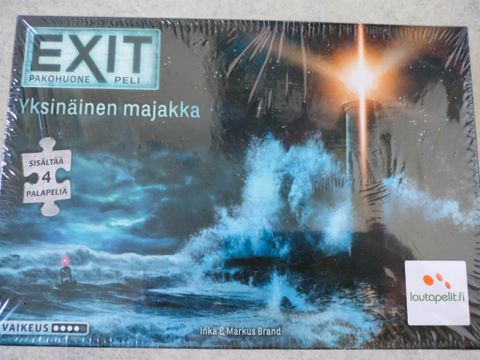 EXIT
PAKOHUONE PELI
Yksinäinen majakka
SISÄLTÄÄ
4
PALAPELIÄ
lautapelit.fi
VAIKEUS
Inka & Markus Brand